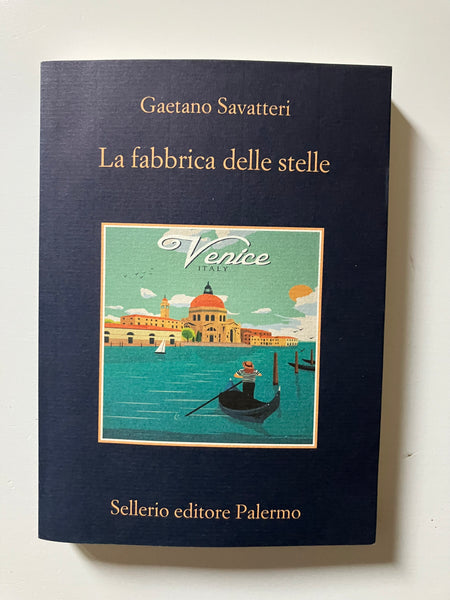 Gaetano Savatteri
La fabbrica delle stelle
Venice
ITALY
Sellerio editore Palermo